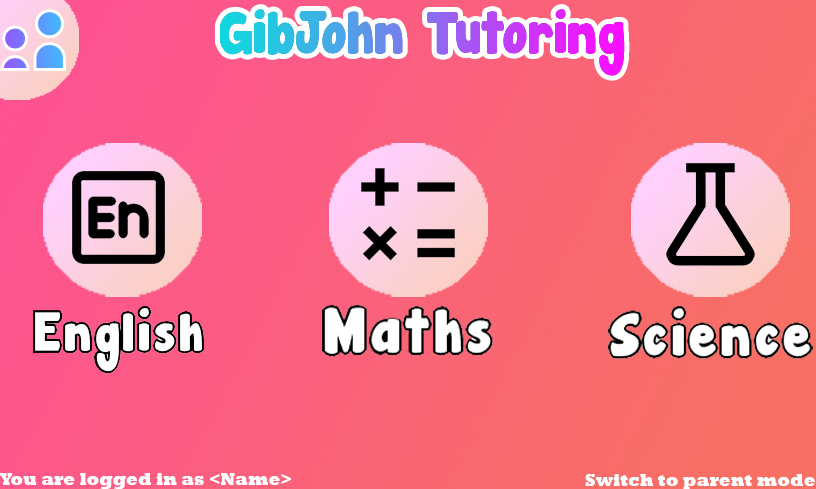 GibJohn Tutoring
En
English
Maths
Science
You are logged in as <Name>
Switch to parent mode